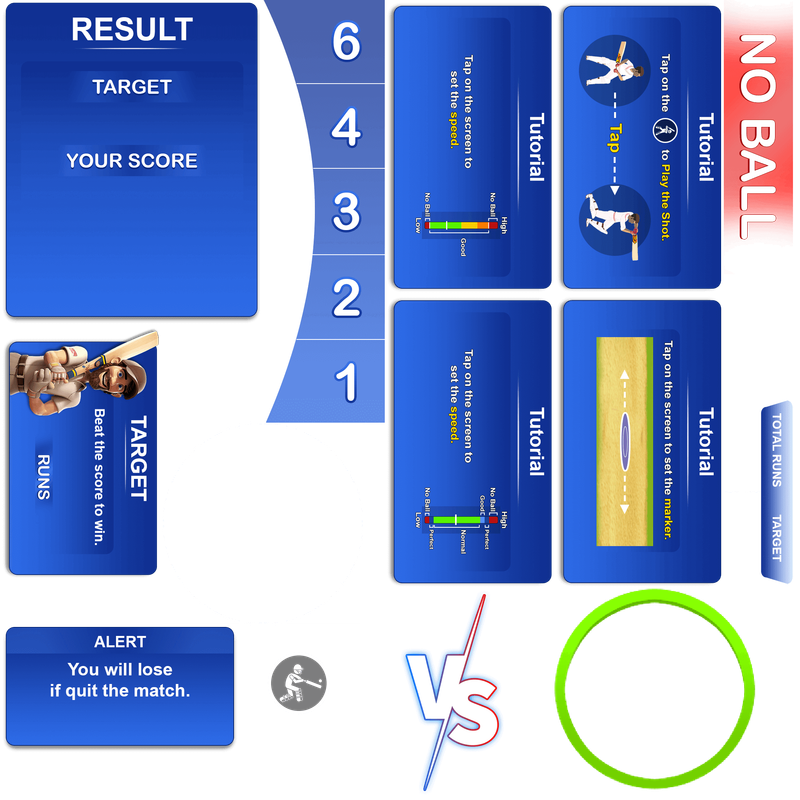 RESULT
TARGET
YOUR SCORE
6
4
3
2
1
Tutorial
Tap on the screen to
set the speed.
No Ball
High
Good
No Ball
Low
Tutorial
Tap on the to Play the Shot.
Tap
NO BALL
TARGET
Beat the score to win.
RUNS
Tutorial
Tap on the screen to
set the speed.
No Ball
High
Good
Perfect
Normal
Perfect
No Ball
Low
Tutorial
Tap on the screen to set the marker.
TOTAL RUNS TARGET
ALERT
You will lose
if quit the match.
VS